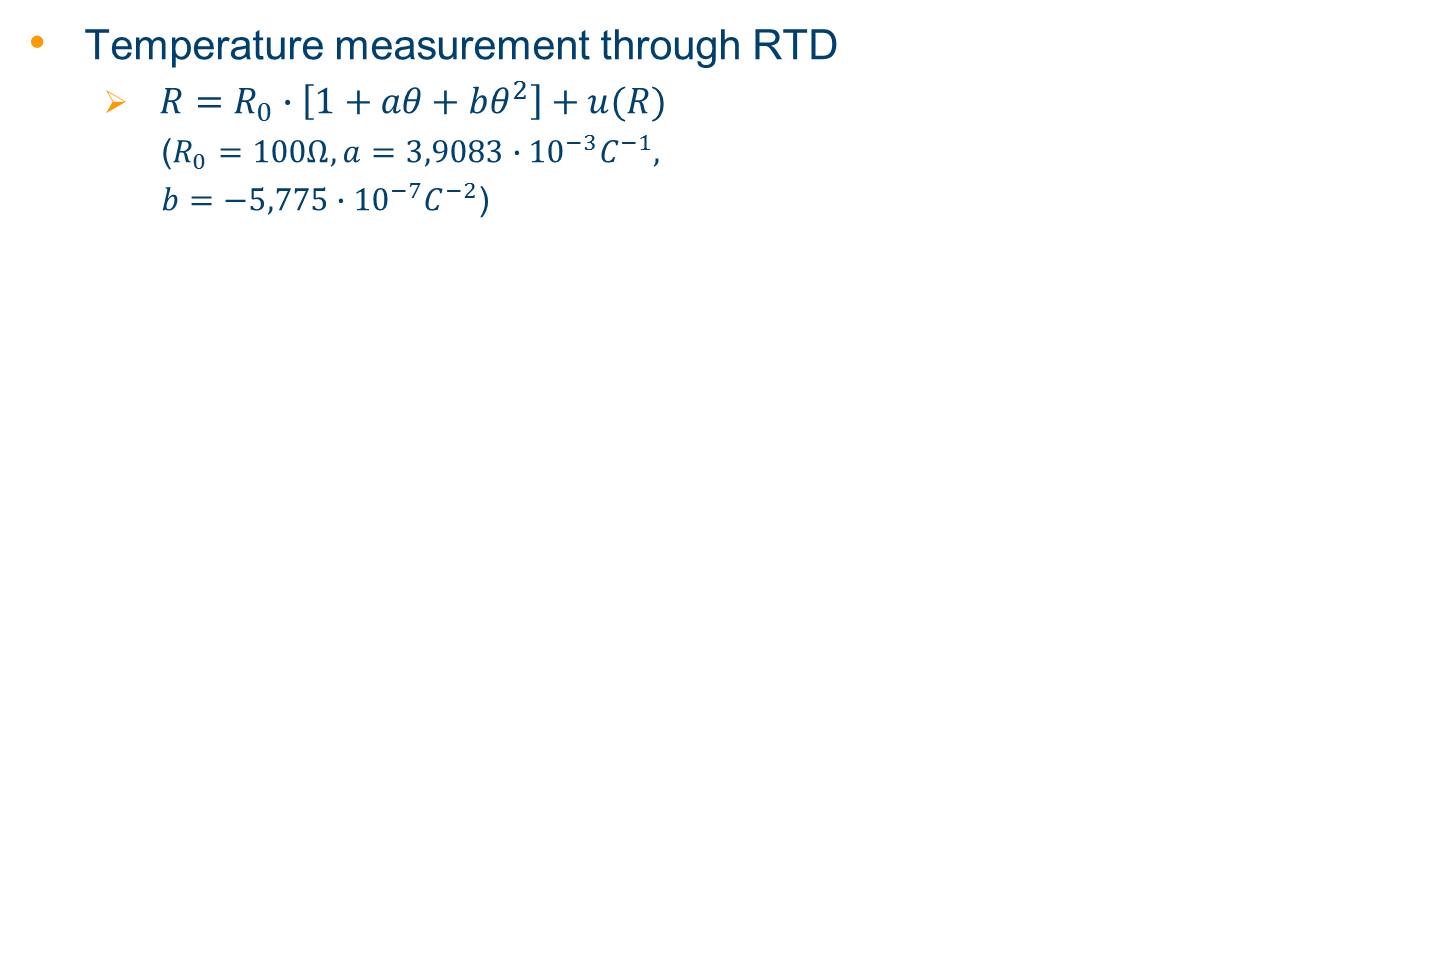 • Temperature measurement through RTD
➢ 𝑅 = 𝑅₀ · [1 + 𝑎𝜃 + 𝑏𝜃²] + 𝑢(𝑅)
(𝑅₀ = 100Ω, 𝑎 = 3,9083 · 10⁻³𝐶⁻¹,
𝑏 = −5,775 · 10⁻⁷𝐶⁻²)